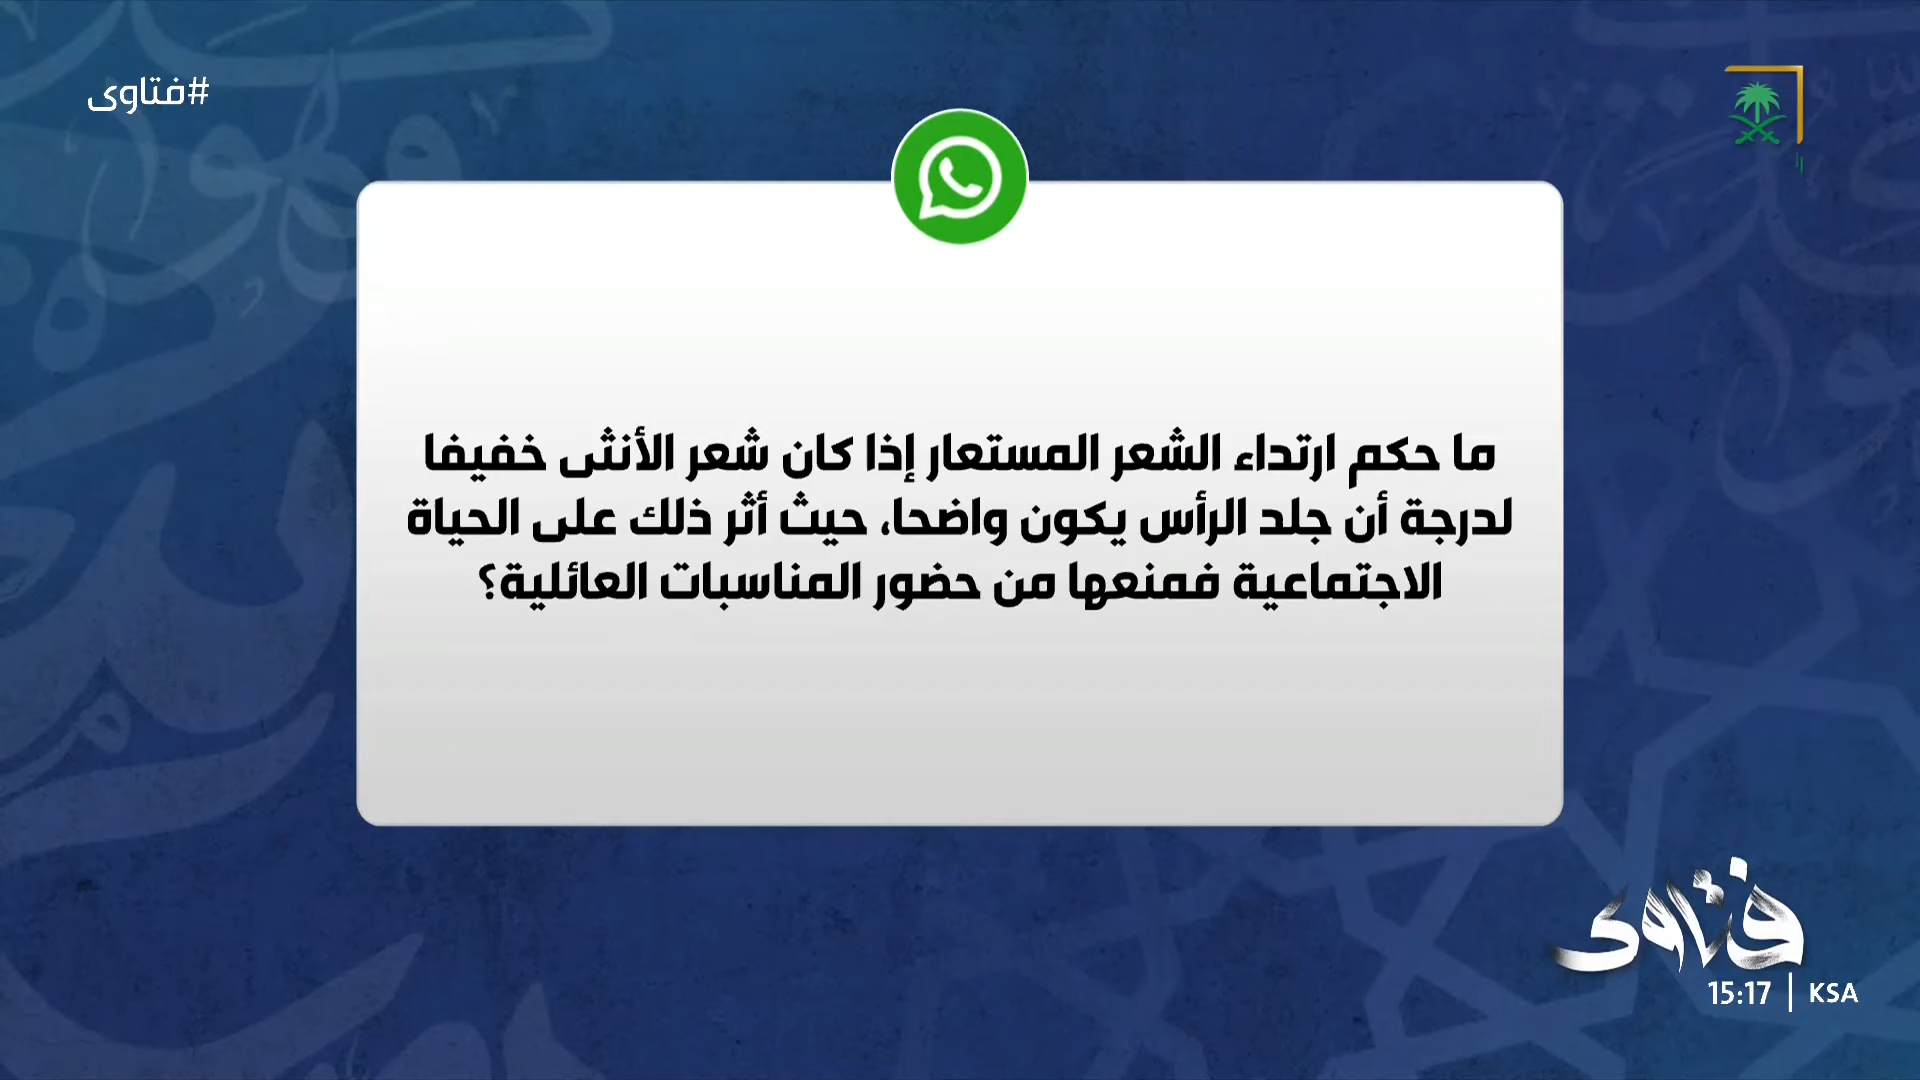 #فتاوى
ما حكم ارتداء الشعر المستعار إذا كان شعر الأنثى خفيفا
لدرجة أن جلد الرأس يكون واضحا، حيث أثر ذلك على الحياة
الاجتماعية فمنعها من حضور المناسبات العائلية؟
فتاوى
15:17 | KSA